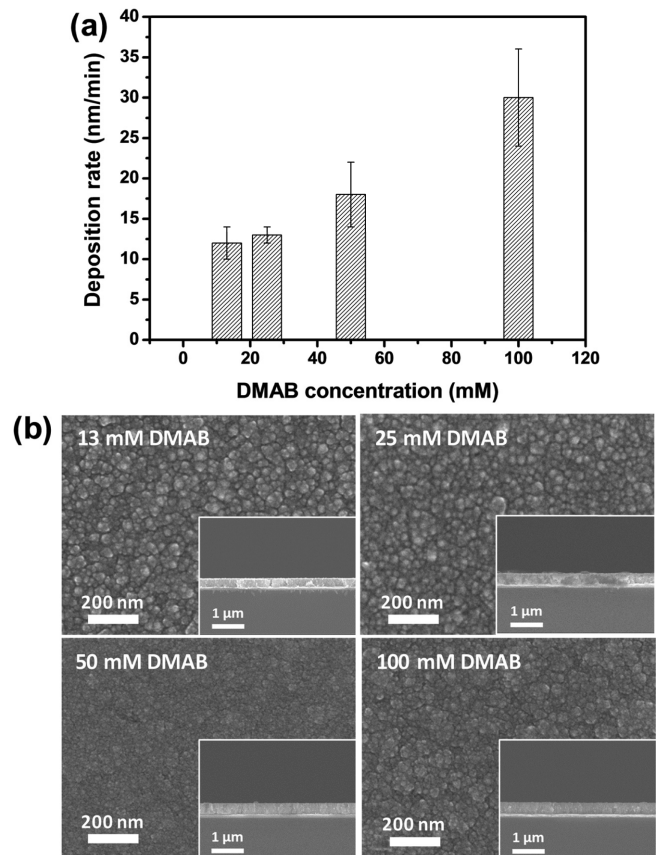 (a)
40
35
30
25
20
15
10
5
0
Deposition rate (nm/min)
0 20 40 60 80 100 120
DMAB concentration (mM)
(b)
13 mM DMAB
200 nm
1 µm
25 mM DMAB
200 nm
1 µm
50 mM DMAB
200 nm
1 µm
100 mM DMAB
200 nm
1 µm